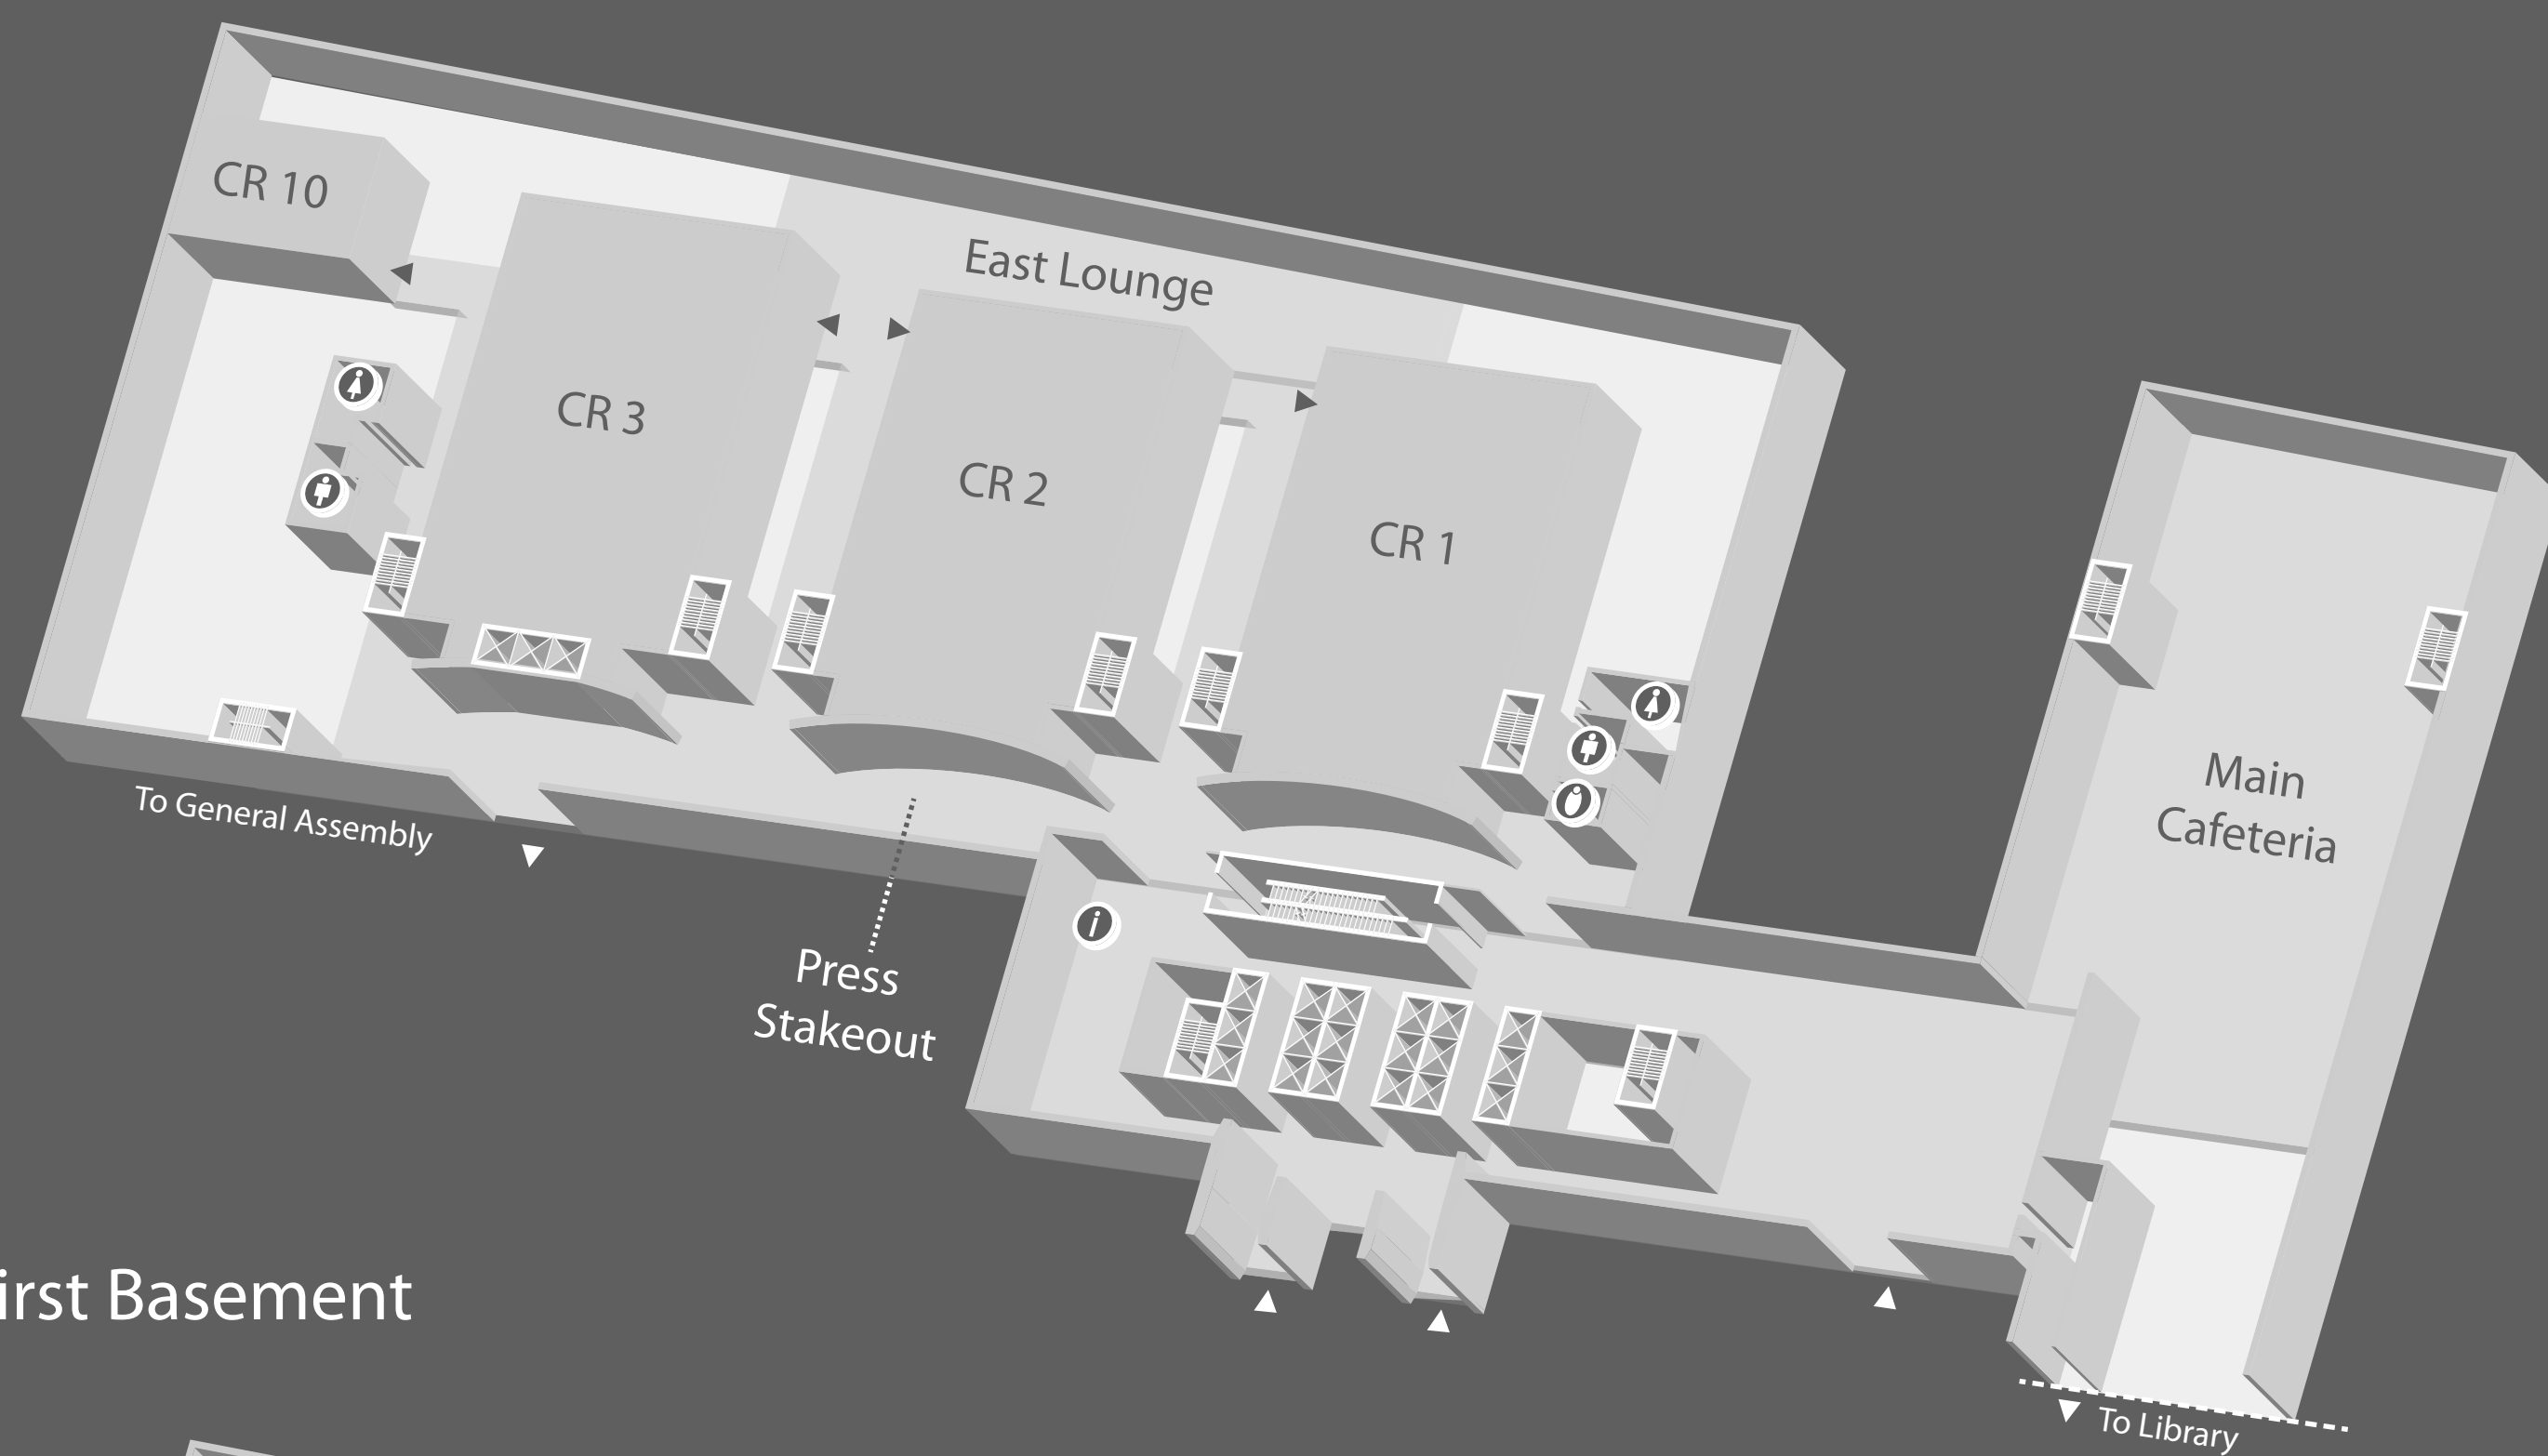 CR 10
East Lounge
CR 3
CR 2
CR 1
Main
Cafeteria
To General Assembly
i
Press
Stakeout
irst Basement
To Library